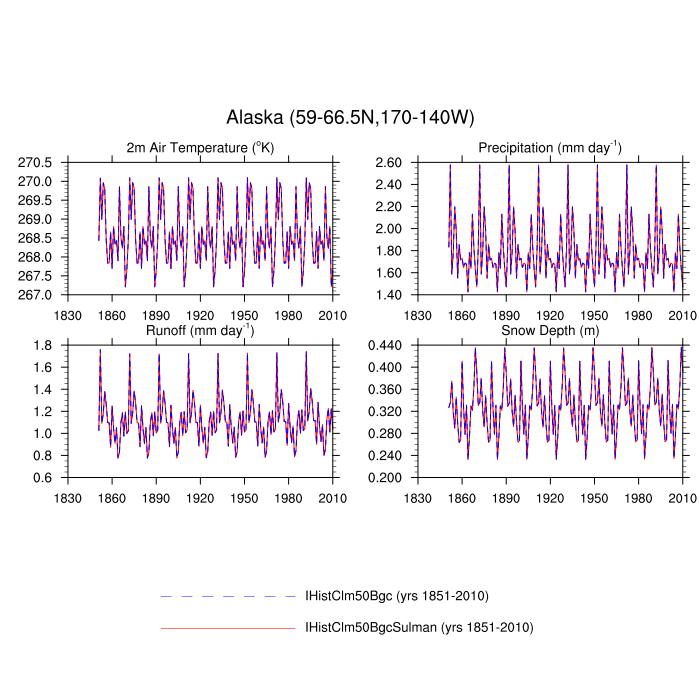 Alaska (59-66.5N,170-140W)
2m Air Temperature (°K)
270.5
270.0
269.5
269.0
268.5
268.0
267.5
267.0
1830 1860 1890 1920 1950 1980 2010
Precipitation (mm day⁻¹)
2.60
2.40
2.20
2.00
1.80
1.60
1.40
1830 1860 1890 1920 1950 1980 2010
Runoff (mm day⁻¹)
1.8
1.6
1.4
1.2
1.0
0.8
0.6
1830 1860 1890 1920 1950 1980 2010
Snow Depth (m)
0.440
0.400
0.360
0.320
0.280
0.240
0.200
1830 1860 1890 1920 1950 1980 2010
IHistClm50Bgc (yrs 1851-2010)
IHistClm50BgcSulman (yrs 1851-2010)